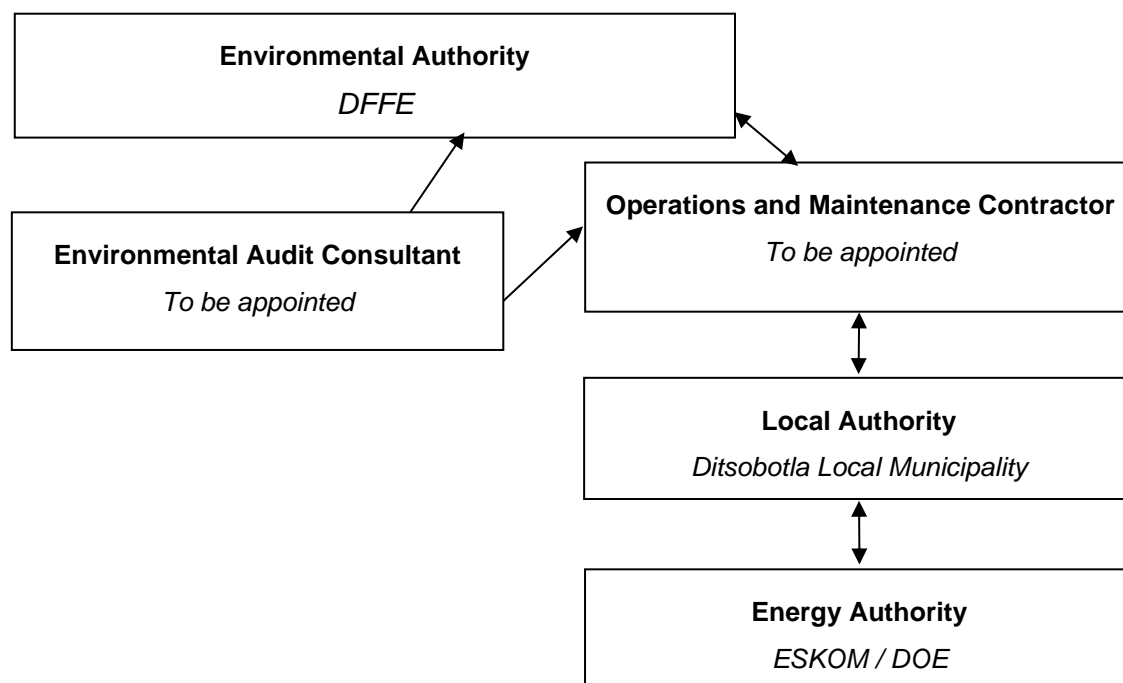 Environmental Authority
DFFE
Operations and Maintenance Contractor
To be appointed
Environmental Audit Consultant
To be appointed
Local Authority
Ditsobotla Local Municipality
Energy Authority
ESKOM / DOE